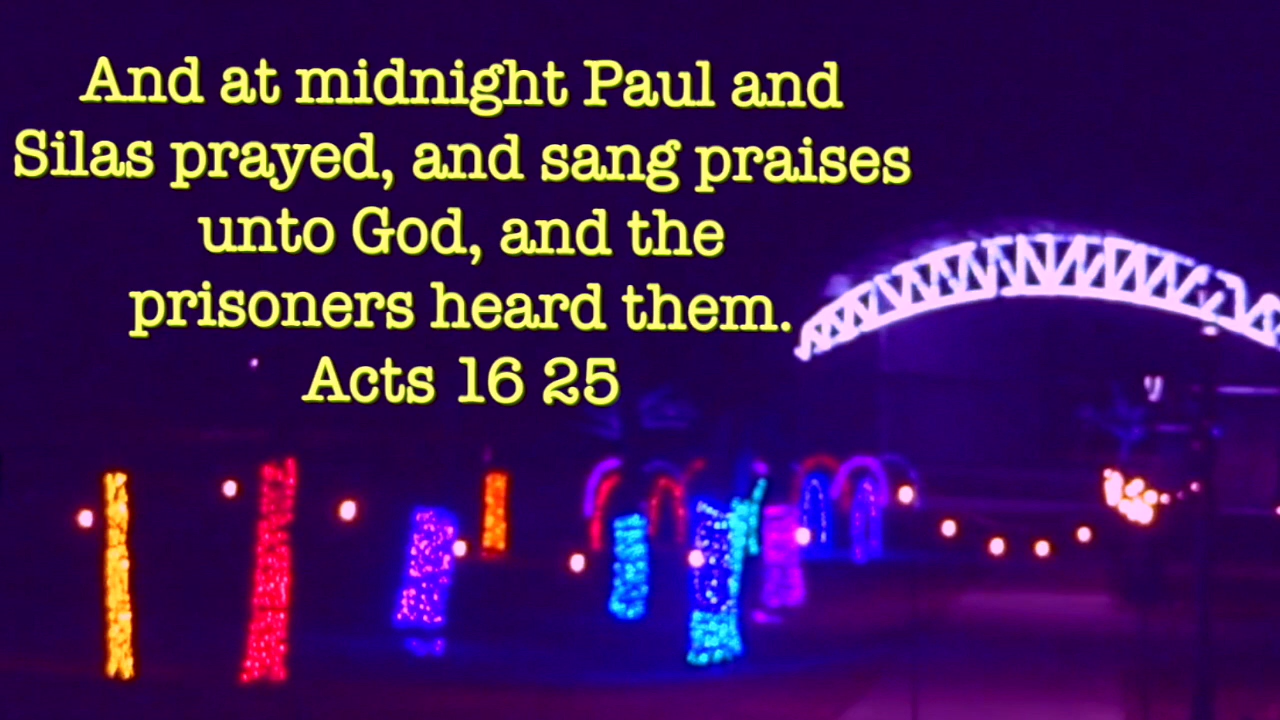 And at midnight Paul and
Silas prayed, and sang praises
unto God, and the
prisoners heard them.
Acts 16 25